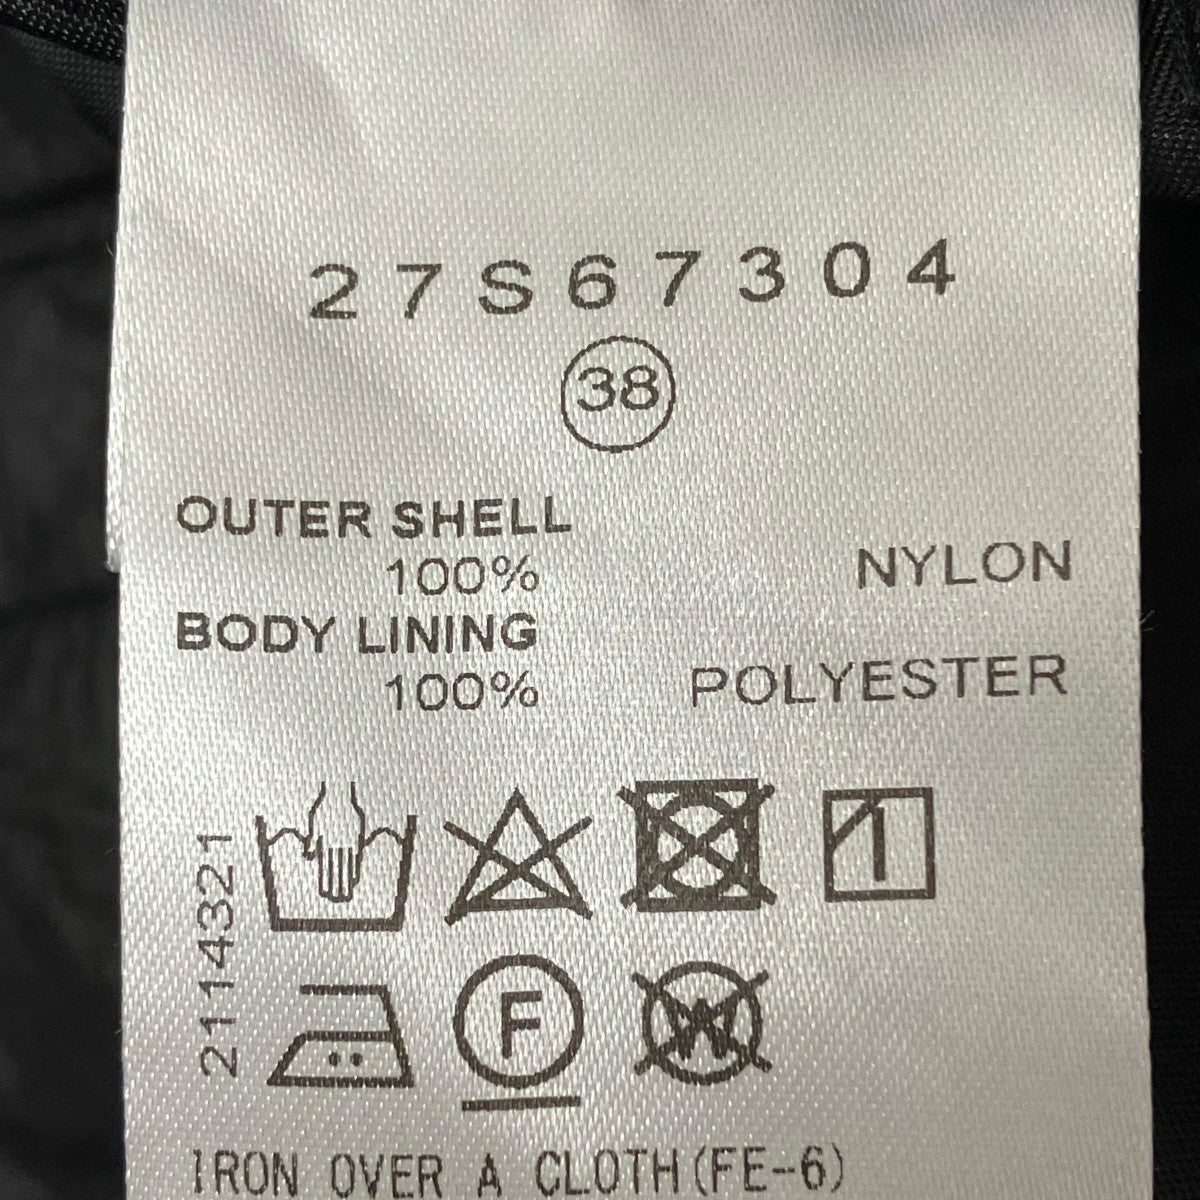 27S67304
38
OUTER SHELL
100% NYLON
BODY LINING
100% POLYESTER
2114321
F
W
IRON OVER A CLOTH(FE-6)